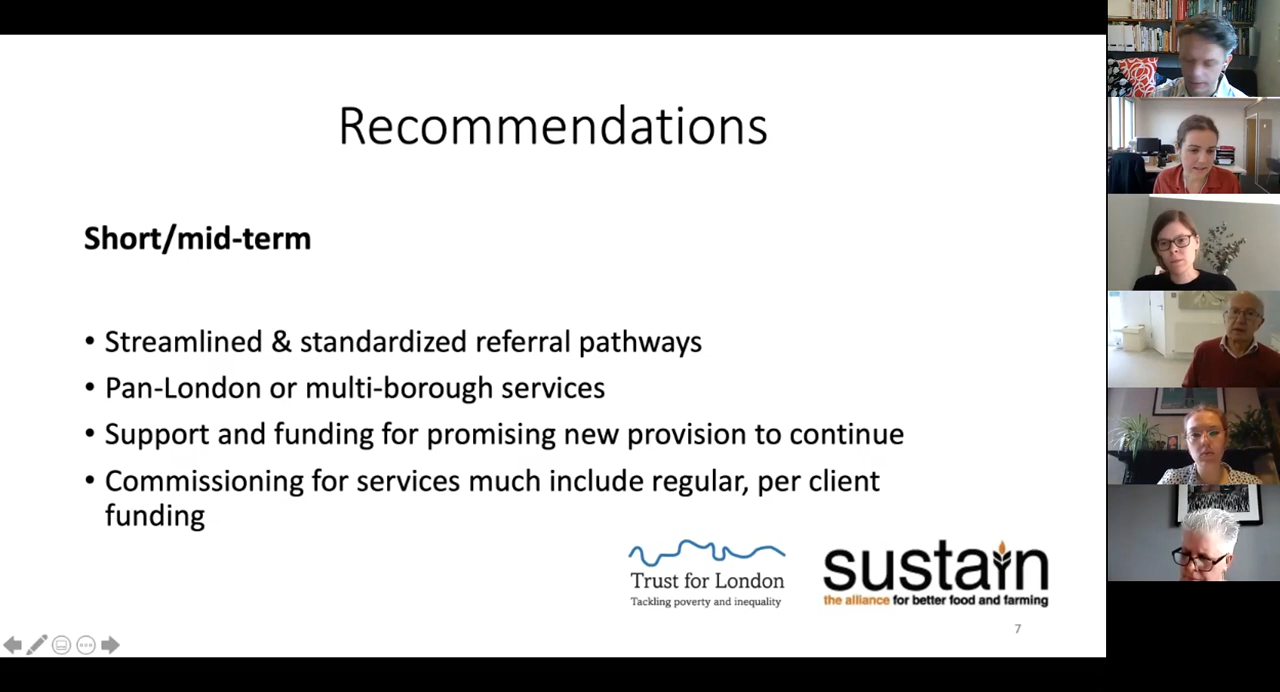 Recommendations
Short/mid-term
• Streamlined & standardized referral pathways
• Pan-London or multi-borough services
• Support and funding for promising new provision to continue
• Commissioning for services much include regular, per client
funding
Trust for London
Tackling poverty and inequality
sustain
the alliance for better food and farming
7